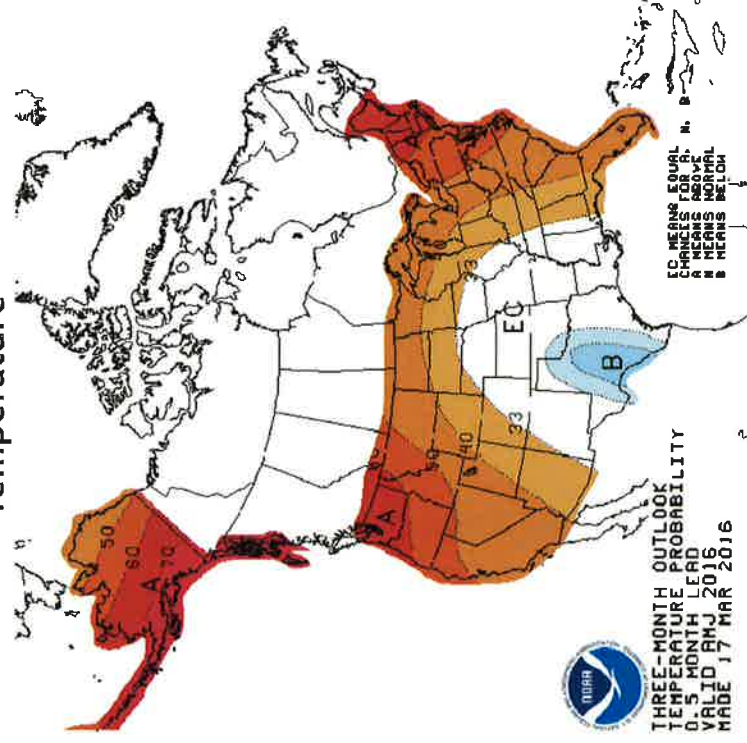 Temperature
50
60
A
70
A
50
40
33
33
EC
B
A
NOAA
THREE-MONTH OUTLOOK
TEMPERATURE PROBABILITY
0.5 MONTH LEAD
VALID AMJ 2016
MADE 17 MAR 2016
EC MEANS EQUAL
CHANCES FOR A, N, B
A MEANS ABOVE
N MEANS NORMAL
B MEANS BELOW